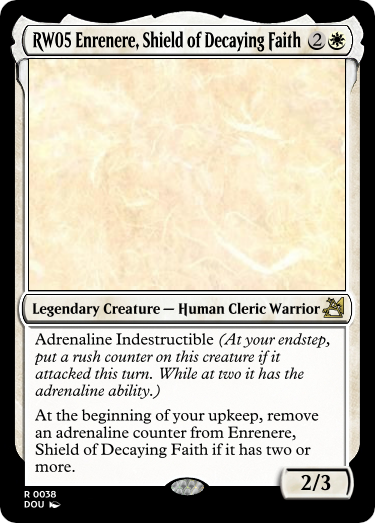 RW05 Enrenere, Shield of Decaying Faith 2
Legendary Creature — Human Cleric Warrior
Adrenaline Indestructible (At your endstep,
put a rush counter on this creature if it
attacked this turn. While at two it has the
adrenaline ability.)
At the beginning of your upkeep, remove
an adrenaline counter from Enrenere,
Shield of Decaying Faith if it has two or
more.
2/3
R 0038
DOU